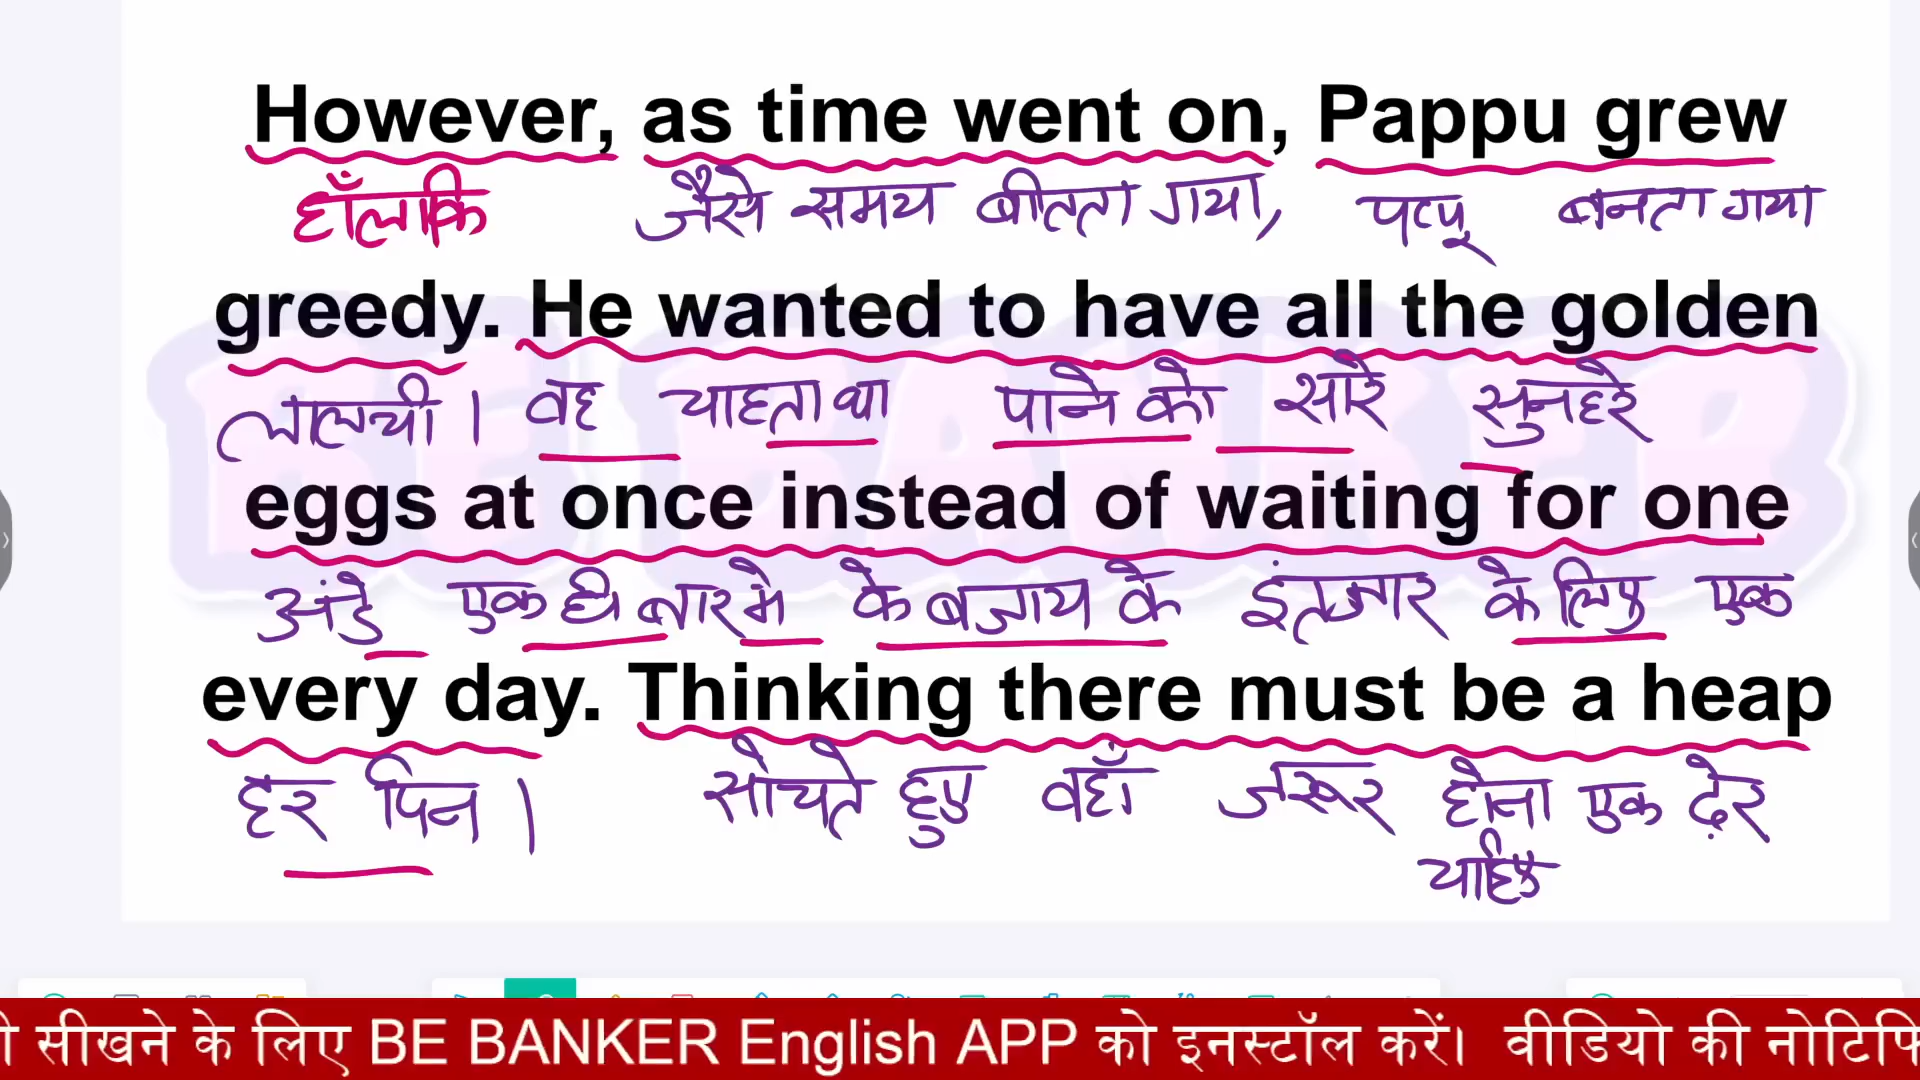 However, as time went on, Pappu grew
हाँलाकि जैसे समय बीतता गया, पप्पू बनता गया
greedy. He wanted to have all the golden
लालची । वह चाहता था पाने को सारे सुनहरे
eggs at once instead of waiting for one
अंडे एक ही बार मे के बजाय के इंतजार के लिए एक
every day. Thinking there must be a heap
हर दिन । सोचते हुए वहाँ जरूर होना एक ढ़ेर
चाहिए
सीखने के लिए BE BANKER English APP को इनस्टॉल करें। वीडियो की